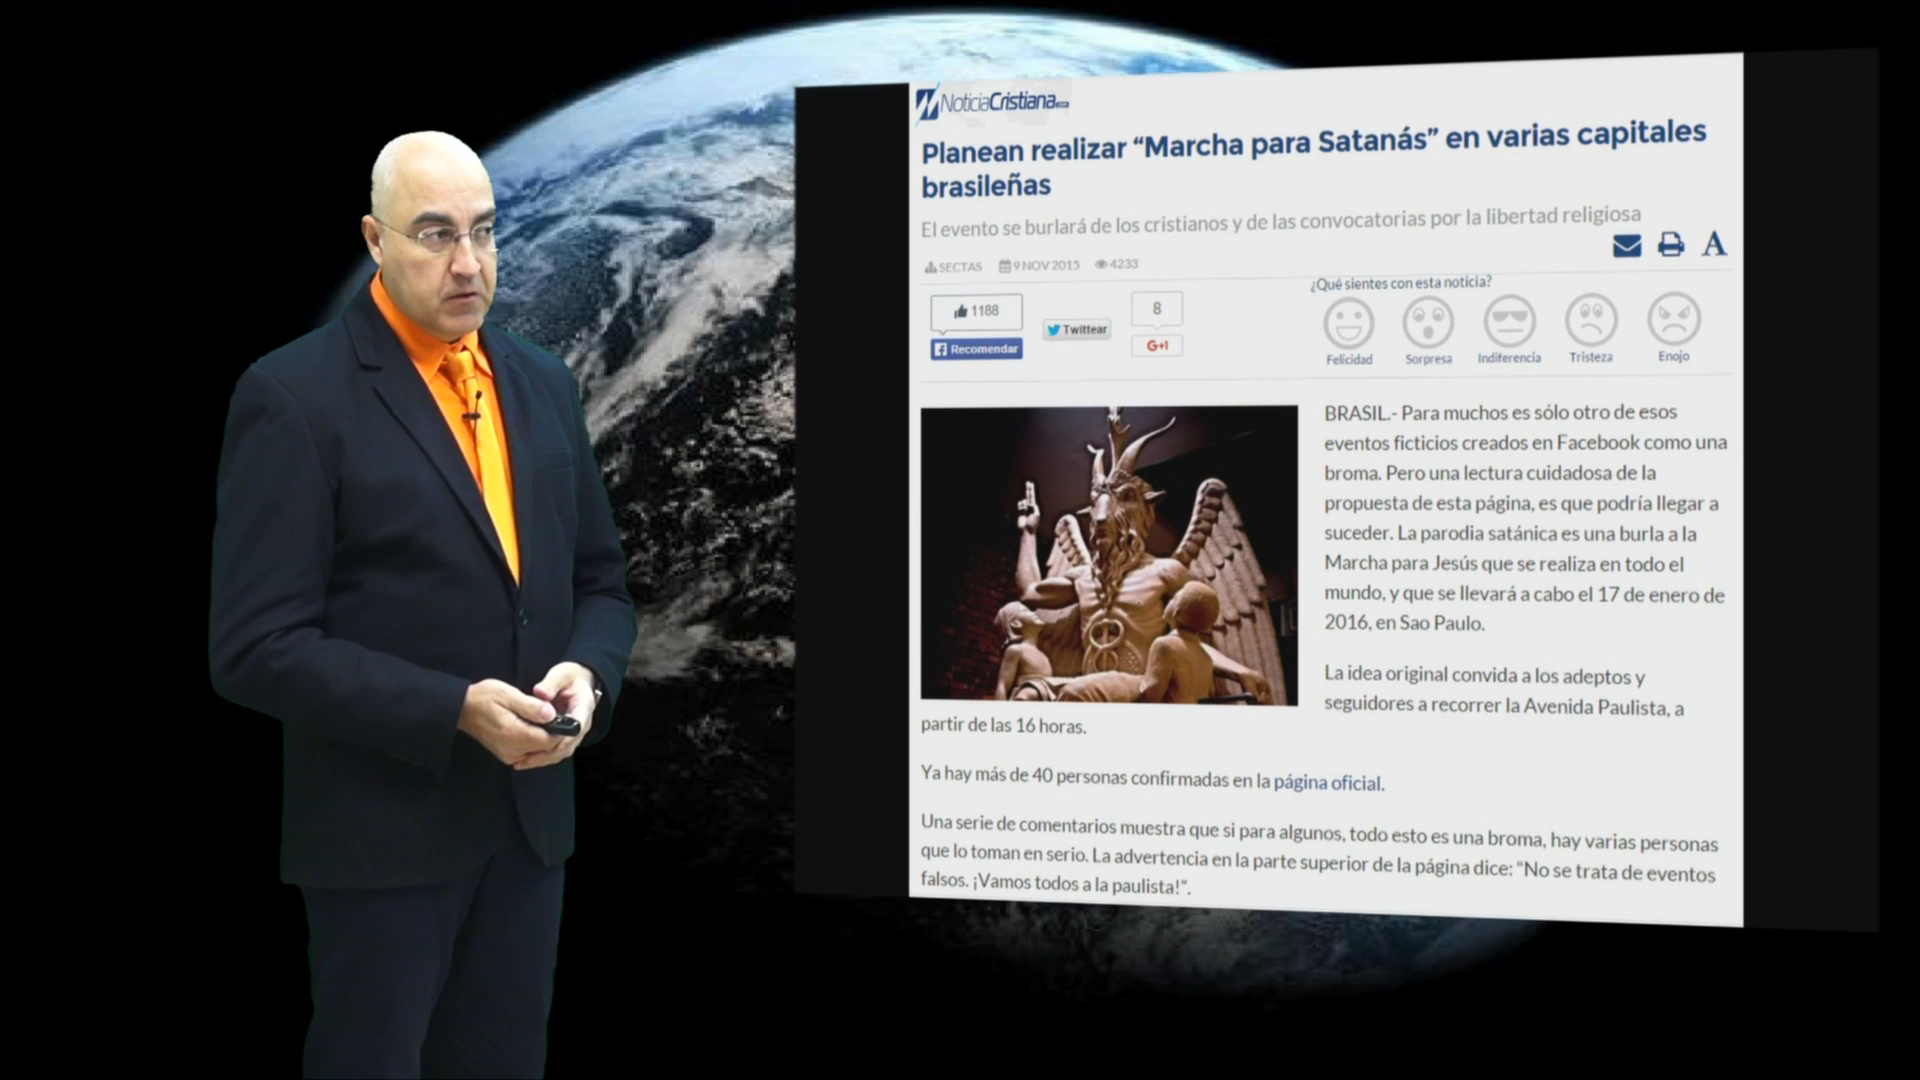 NoticiaCristiana.com
Planean realizar “Marcha para Satanás” en varias capitales
brasileñas
El evento se burlará de los cristianos y de las convocatorias por la libertad religiosa
SECTAS 9 NOV 2015 4233
¿Qué sientes con esta noticia?
1188
8
Recomendar
Twittear
G+1
Felicidad Sorpresa Indiferencia Tristeza Enojo
A
BRASIL.- Para muchos es sólo otro de esos
eventos ficticios creados en Facebook como una
broma. Pero una lectura cuidadosa de la
propuesta de esta página, es que podría llegar a
suceder. La parodia satánica es una burla a la
Marcha para Jesús que se realiza en todo el
mundo, y que se llevará a cabo el 17 de enero de
2016, en Sao Paulo.
La idea original convida a los adeptos y
seguidores a recorrer la Avenida Paulista, a
partir de las 16 horas.
Ya hay más de 40 personas confirmadas en la página oficial.
Una serie de comentarios muestra que si para algunos, todo esto es una broma, hay varias personas
que lo toman en serio. La advertencia en la parte superior de la página dice: “No se trata de eventos
falsos. ¡Vamos todos a la paulista!”.